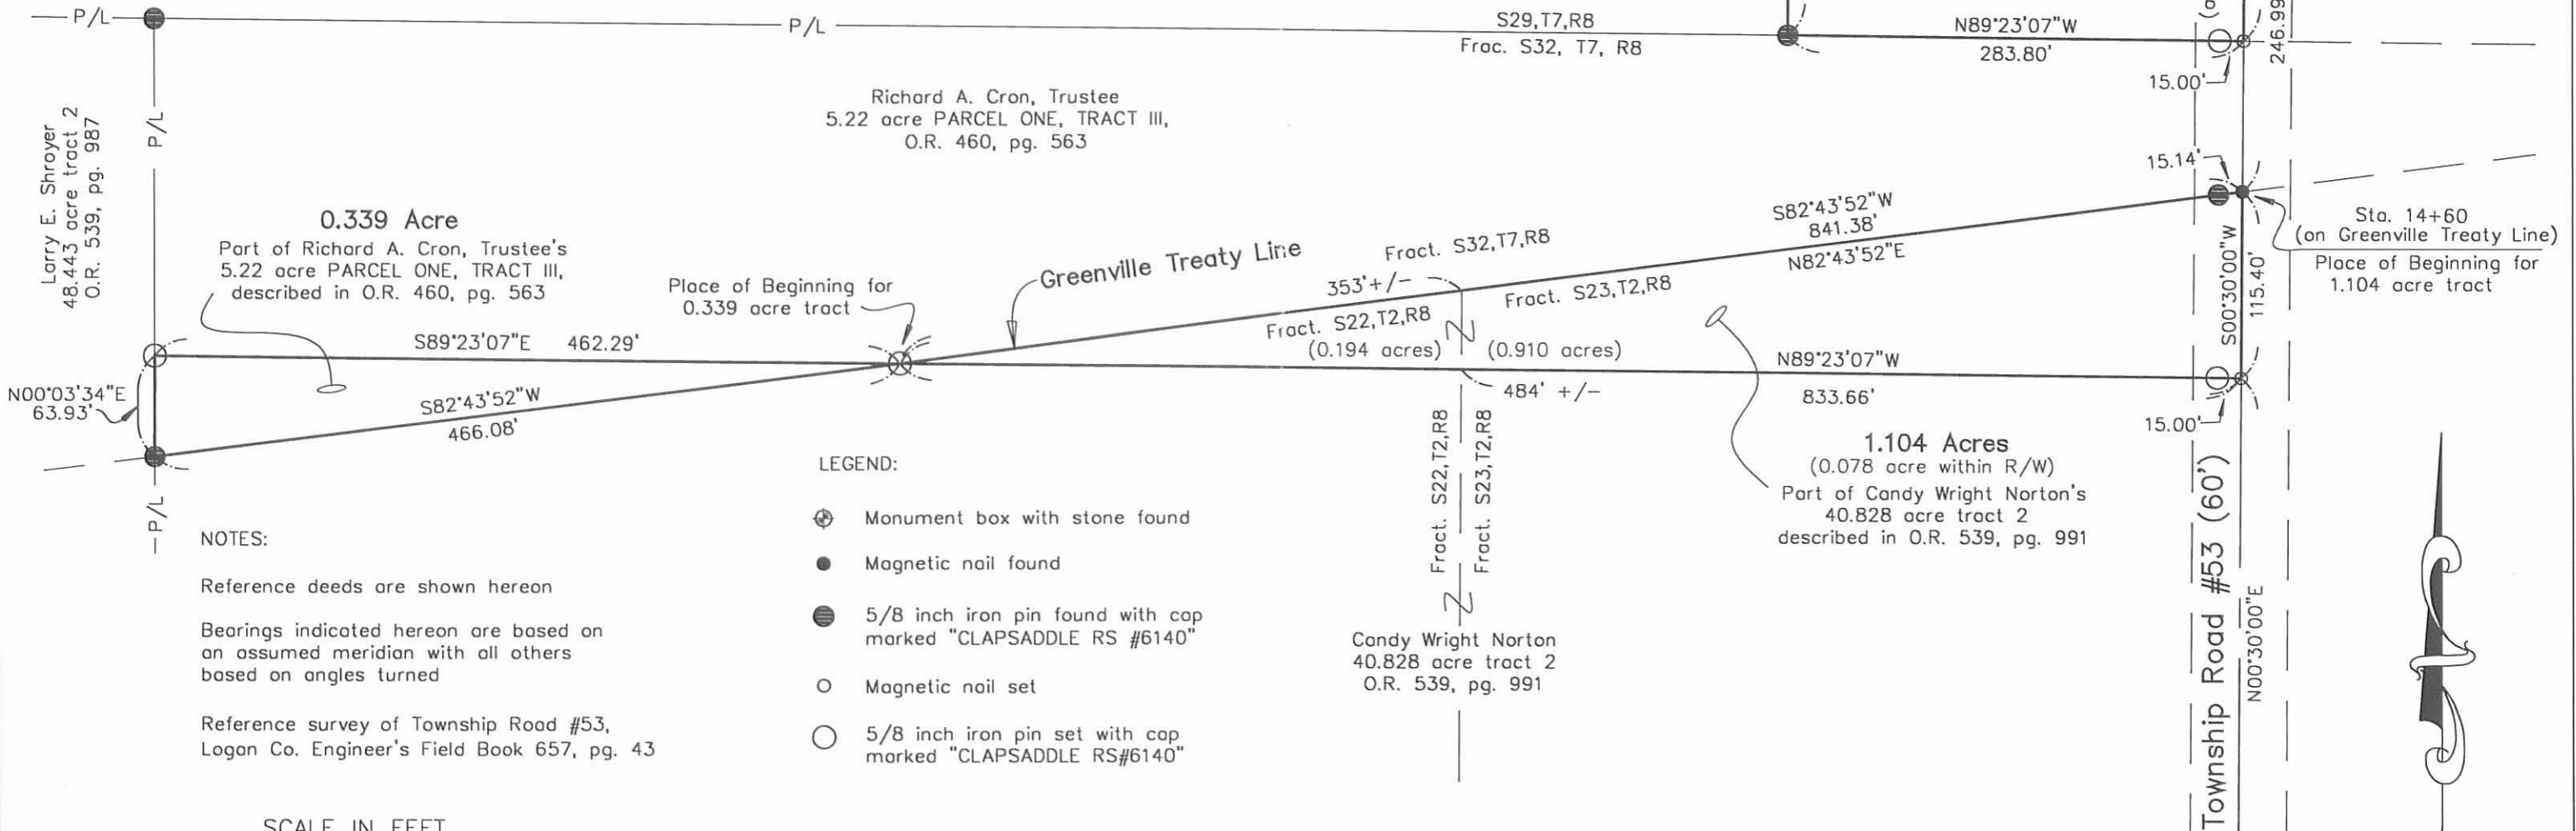 P/L
P/L
S29,T7,R8
Frac. S32, T7, R8
N89°23'07"W
283.80'
15.00'
246.99
Richard A. Cron, Trustee
5.22 acre PARCEL ONE, TRACT III,
O.R. 460, pg. 563
P/L
Larry E. Shroyer
48.443 acre tract 2
O.R. 539, pg. 987
0.339 Acre
Part of Richard A. Cron, Trustee's
5.22 acre PARCEL ONE, TRACT III,
described in O.R. 460, pg. 563
Place of Beginning for
0.339 acre tract
Greenville Treaty Line
Fract. S32,T7,R8
353'+/-
Fract. S22,T2,R8
Fract. S23,T2,R8
(0.194 acres)
(0.910 acres)
S82°43'52"W
841.38'
N82°43'52"E
15.14'
Sta. 14+60
(on Greenville Treaty Line)
Place of Beginning for
1.104 acre tract
S00°30'00"W
115.40'
S89°23'07"E 462.29'
N89°23'07"W
833.66'
484' +/-
15.00'
N00°03'34"E
63.93'
S82°43'52"W
466.08'
P/L
1.104 Acres
(0.078 acre within R/W)
Part of Candy Wright Norton's
40.828 acre tract 2
described in O.R. 539, pg. 991
Fract. S22,T2,R8
Fract. S23,T2,R8
Candy Wright Norton
40.828 acre tract 2
O.R. 539, pg. 991
Township Road #53 (60')
N00°30'00"E
LEGEND:
Monument box with stone found
Magnetic nail found
5/8 inch iron pin found with cap
marked "CLAPSADDLE RS #6140"
Magnetic nail set
5/8 inch iron pin set with cap
marked "CLAPSADDLE RS#6140"
NOTES:
Reference deeds are shown hereon
Bearings indicated hereon are based on
an assumed meridian with all others
based on angles turned
Reference survey of Township Road #53,
Logan Co. Engineer's Field Book 657, pg. 43
SCALE IN FEET